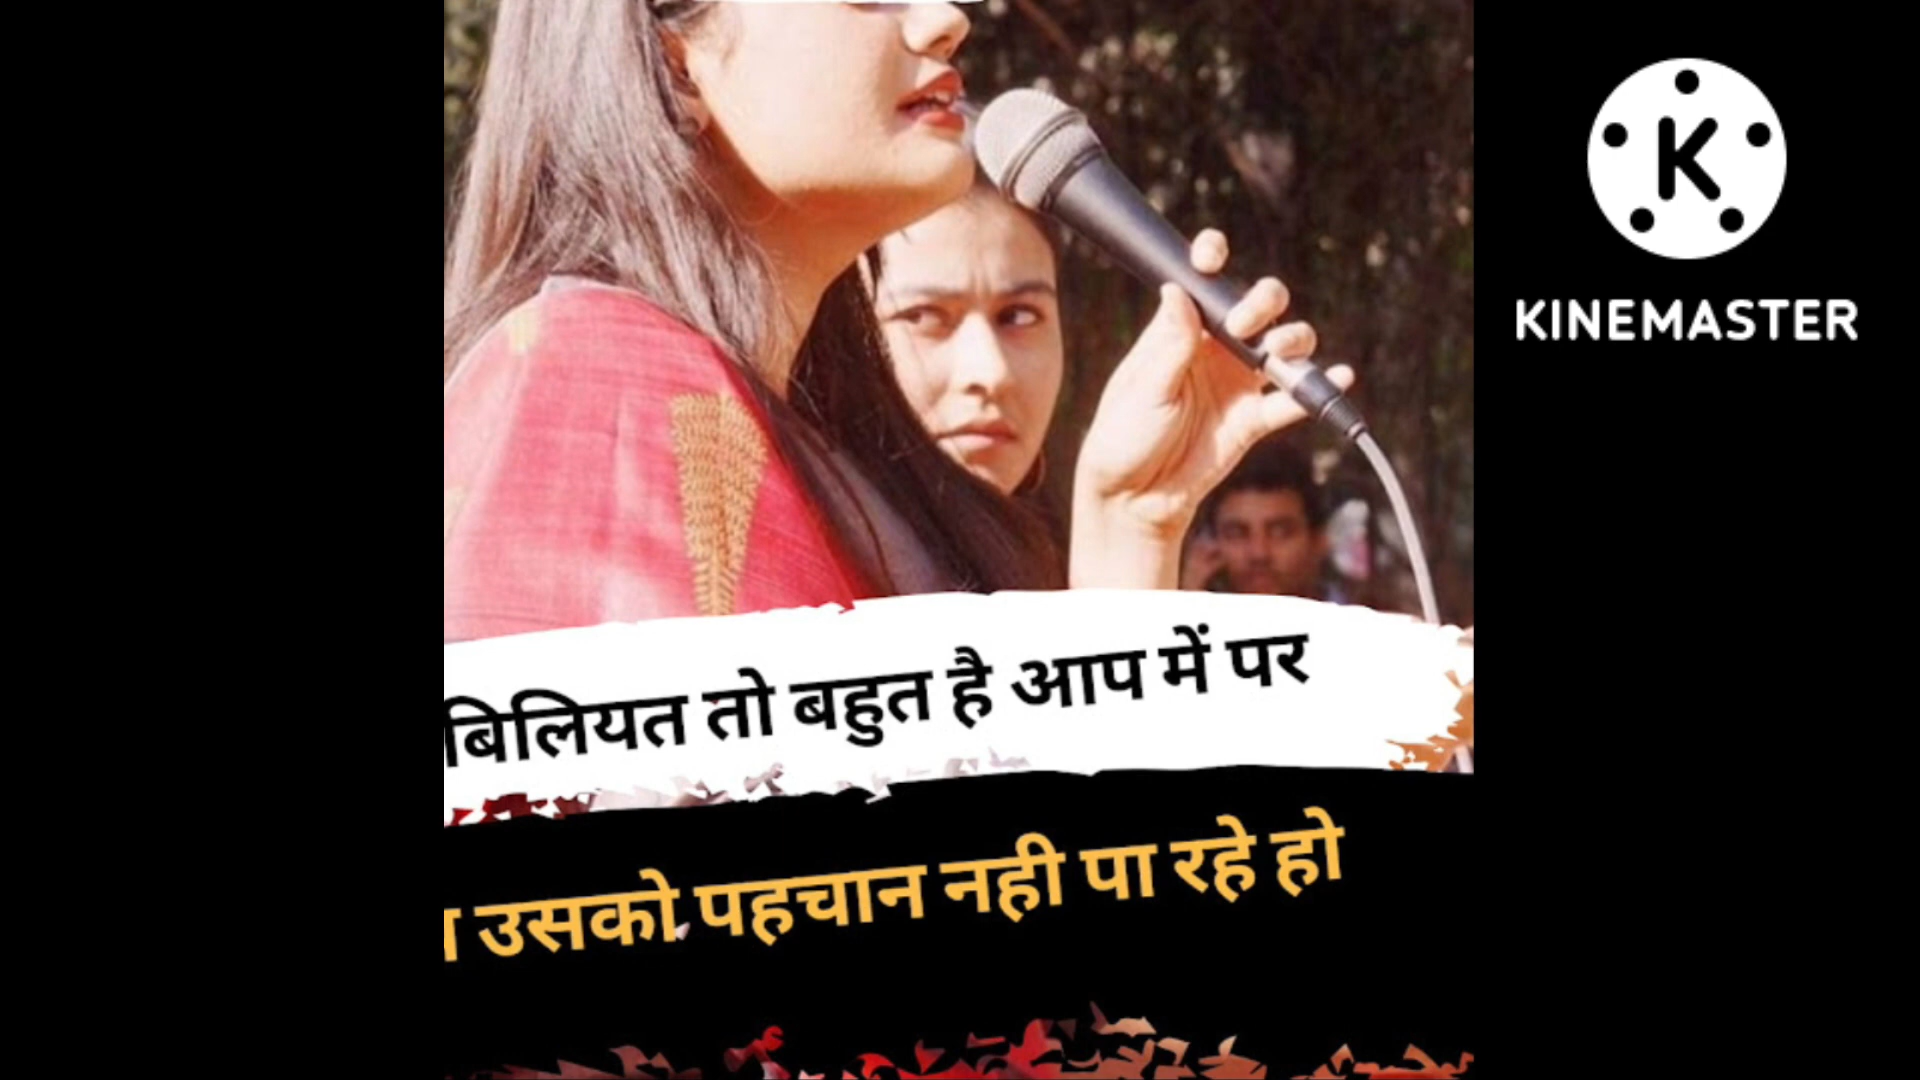 KINEMASTER
बिलियत तो बहुत है आप में पर
उसको पहचान नही पा रहे हो